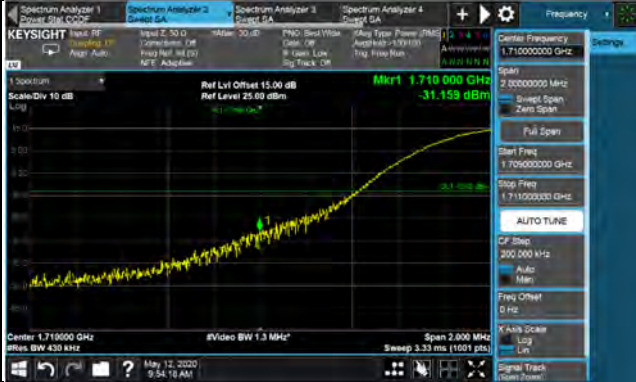 Spectrum Analyzer 1
Power Stat CCDF
Spectrum Analyzer 2
Swept SA
Spectrum Analyzer 3
Swept SA
Spectrum Analyzer 4
Swept SA
Frequency
KEYSIGHT
Input: RF
Coupling: DC
Align: Auto
Input Z: 50 Ω
Corrections: Off
Freq Ref: Int (S)
NFE: Adaptive
#Atten: 30 dB
PNO: Best Wide
Gate: Off
IF Gain: Low
Sig Track: Off
#Avg Type: Power (RMS)
Avg|Hold:>100/100
Trig: Free Run
1 Spectrum
Scale/Div 10 dB
Log
Ref Lvl Offset 15.00 dB
Ref Level 25.00 dBm
Mkr1 1.710 000 GHz
-31.159 dBm
1
Center 1.710000 GHz
#Res BW 430 kHz
#Video BW 1.3 MHz*
Span 2.000 MHz
Sweep 3.33 ms (1001 pts)
May 12, 2020
9:54:18 AM
Center Frequency
1.710000000 GHz
Settings
Span
2.00000000 MHz
Swept Span
Zero Span
Full Span
Start Freq
1.709000000 GHz
Stop Freq
1.711000000 GHz
AUTO TUNE
CF Step
200.000 kHz
Auto
Man
Freq Offset
0 Hz
X Axis Scale
Log
Lin
Signal Track
(Span Zoom)